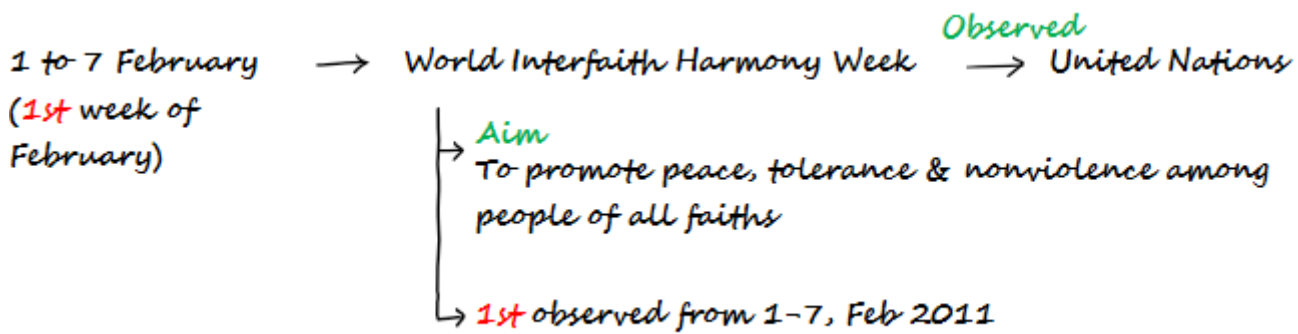 Observed
1 to 7 February → World Interfaith Harmony Week → United Nations
(1st week of
February)
Aim
To promote peace, tolerance & nonviolence among
people of all faiths
1st observed from 1-7, Feb 2011